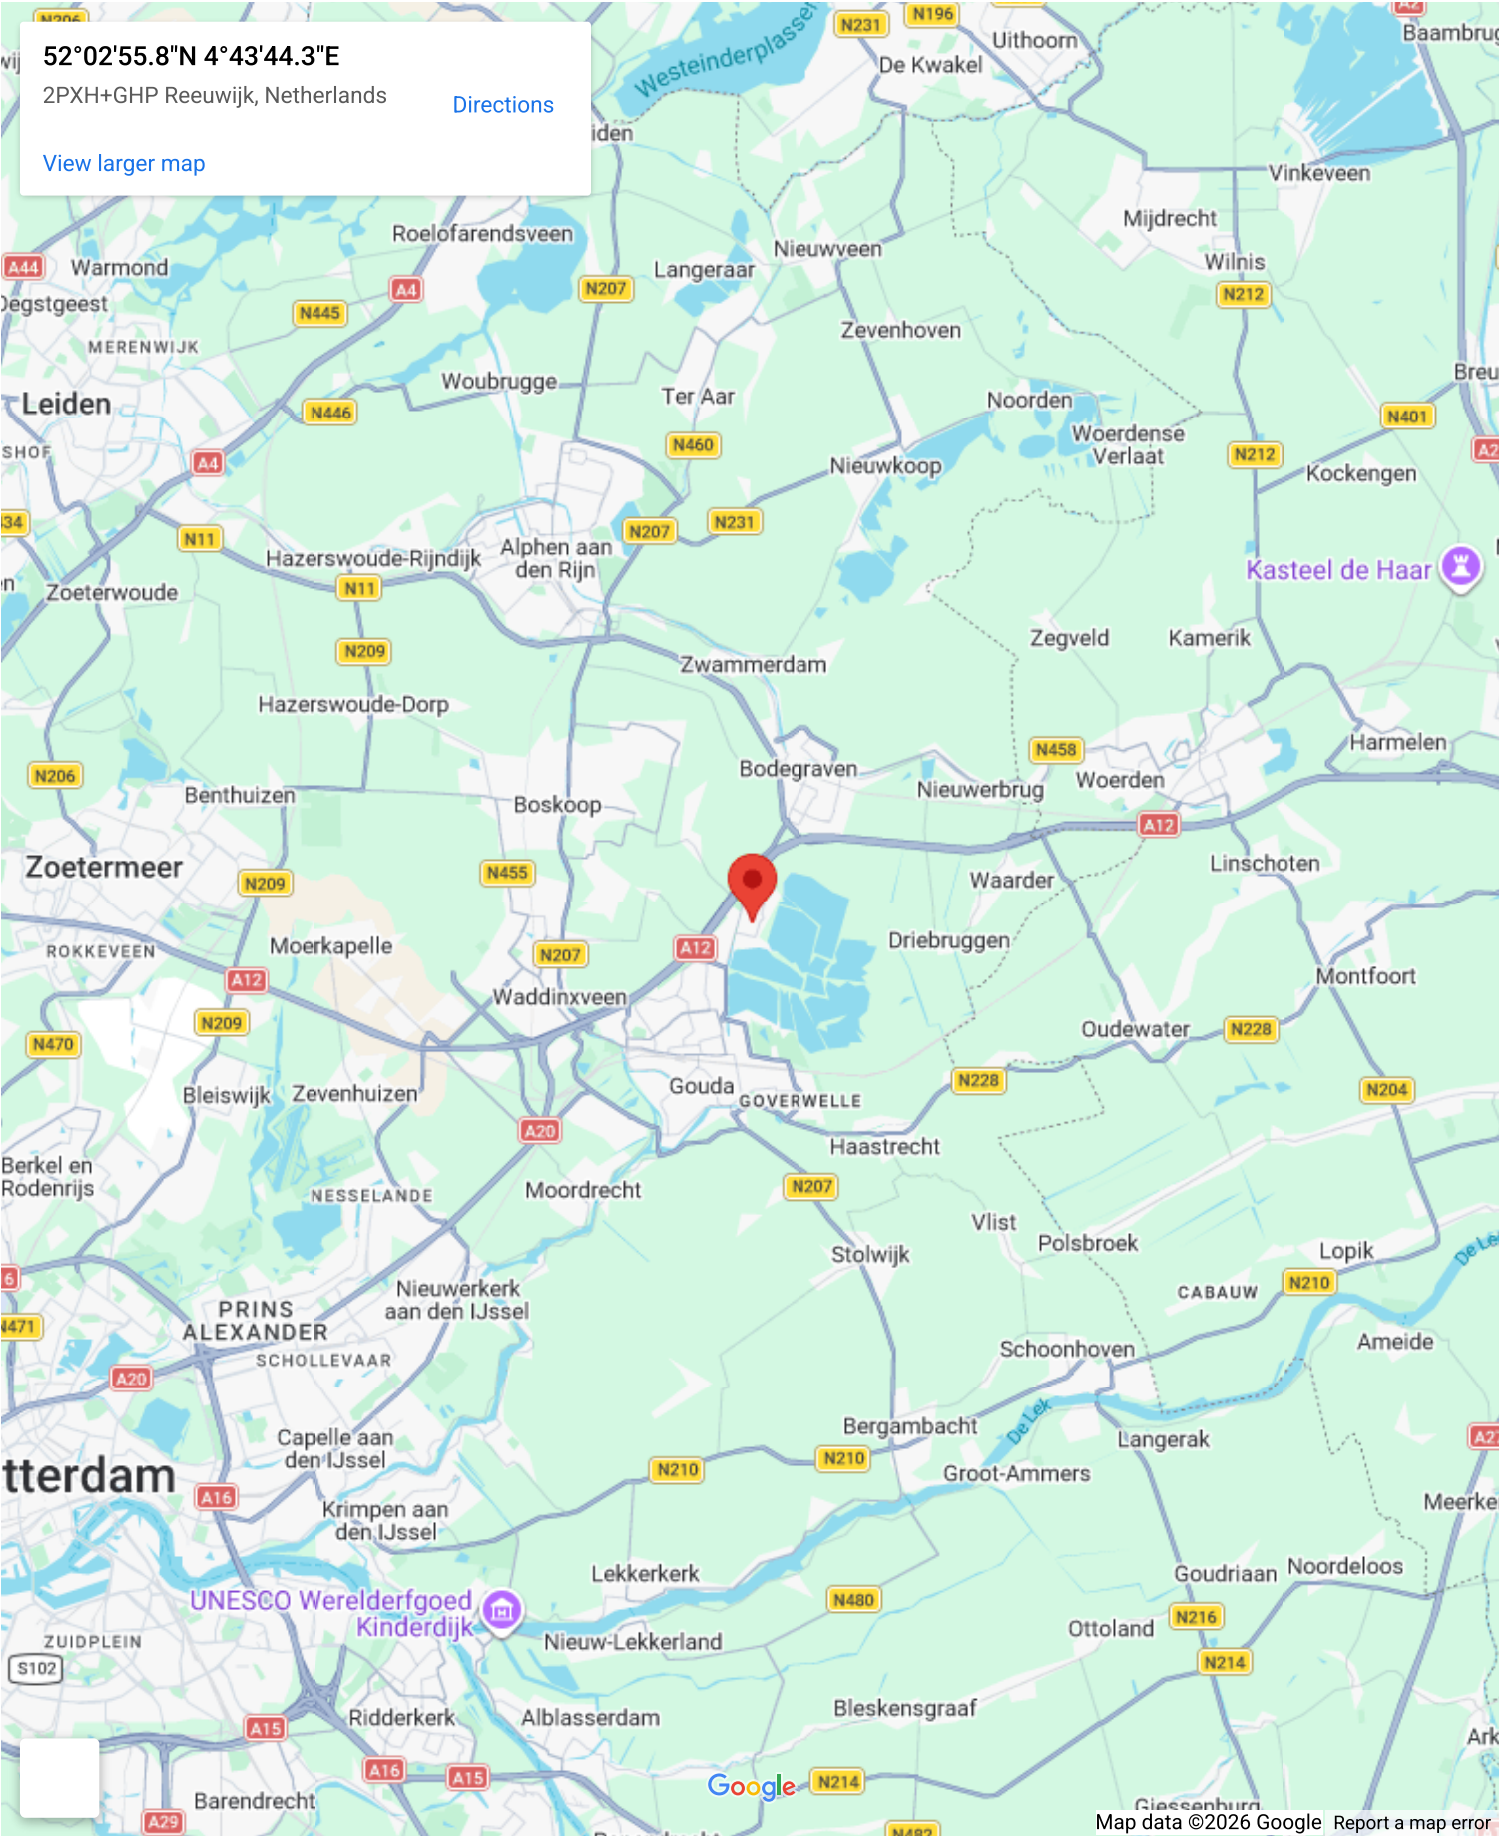 52°02'55.8"N 4°43'44.3"E
2PXH+GHP Reeuwijk, Netherlands
Directions
View larger map
N206
N231
N196
A2
Uithoorn
De Kwakel
Westeinderplassen
Vinkeveen
Mijdrecht
Roelofarendsveen
Nieuwveen
A44
Warmond
Langeraar
Wilnis
A4
N207
N212
Oegstgeest
N445
Zevenhoven
MERENWIJK
Woubrugge
Ter Aar
Leiden
N446
Noorden
N401
Woerdense
Verlaat
N460
A4
Nieuwkoop
N212
Kockengen
N11
N207
N231
Hazerswoude-Rijndijk
Alphen aan
den Rijn
Kasteel de Haar
Zoeterwoude
N11
N209
Zegveld
Kamerik
Zwammerdam
Hazerswoude-Dorp
N206
Bodegraven
N458
Harmelen
Benthuizen
Boskoop
Nieuwerbrug
Woerden
A12
Zoetermeer
N209
N455
Waarder
Linschoten
ROKKEVEEN
Moerkapelle
N207
A12
Driebruggen
A12
Waddinxveen
Montfoort
N209
N470
Oudewater
N228
Bleiswijk
Zevenhuizen
Gouda
GOVERWELLE
N228
N204
A20
Haastrecht
Berkel en
Rodenrijs
NESSELANDE
Moordrecht
N207
Vlist
Polsbroek
Stolwijk
Lopik
Nieuwerkerk
aan den IJssel
CABAUW
N210
PRINS
ALEXANDER
N471
SCHOLLEVAAR
Schoonhoven
Ameide
A20
De Lek
Bergambacht
Capelle aan
den IJssel
Langerak
N210
N210
Groot-Ammers
A16
Krimpen aan
den IJssel
Lekkerkerk
Goudriaan
Noordeloos
UNESCO Werelderfgoed
Kinderdijk
N480
N216
ZUIDPLEIN
Nieuw-Lekkerland
Ottoland
S102
N214
Bleskensgraaf
Ridderkerk
Alblasserdam
A15
A16
A15
Google
N214
Barendrecht
A29
Giessenburg
N482
Map data ©2026 Google
Report a map error